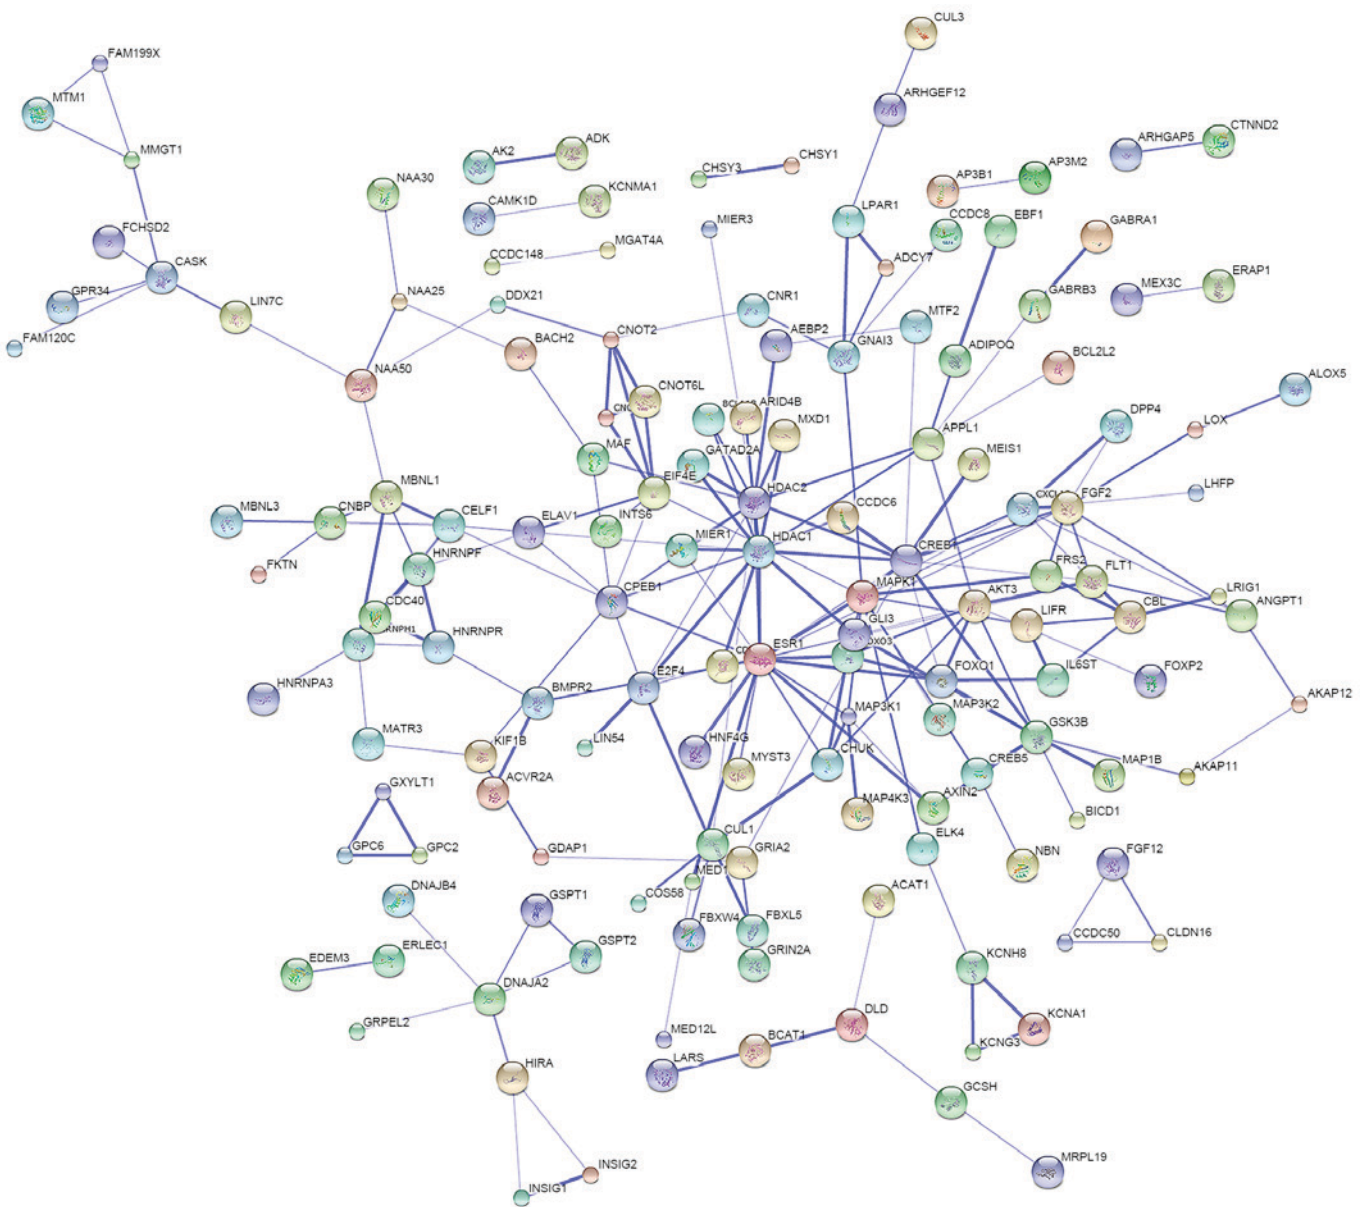 CUL3
FAM199X
MTM1
ARHGEF12
MMGT1
ADK
AK2
CHSY3
CHSY1
ARHGAP5
CTNND2
AP3B1
AP3M2
NAA30
KCNMA1
CAMK1D
LPAR1
CCDC8
EBF1
GABRA1
MIER3
FCHSD2
CASK
CCDC148
MGAT4A
ADCY7
GPR34
LIN7C
NAA25
DDX21
CNR1
MTF2
GABRB3
MEX3C
ERAP1
FAM120C
CNOT2
AEBP2
GNAI3
BACH2
ADIPOQ
BCL2L2
NAA50
CNOT6L
ARID4B
MXD1
ALOX5
DPP4
LOX
MAF
GATAD2A
APPL1
MEIS1
EIF4E
HDAC2
MBNL1
MBNL3
CNBP
CELF1
ELAV1
INTS6
CCDC6
FGF2
LHFP
MIER1
HDAC1
CREB1
FKTN
HNRNPF
FRS2
FLT1
CPEB1
MAPK1
AKT3
LRIG1
CDC40
CBL
ANGPT1
GLI3
LIFR
HNRNPR
ESR1
IL6ST
FOXP2
HNRNPA3
E2F4
FOXO1
BMPR2
MAP3K1
MAP3K2
AKAP12
MATR3
LIN54
HNF4G
GSK3B
KIF1B
MYST3
CHUK
CREB5
MAP1B
AKAP11
ACVR2A
GXYLT1
MAP4K3
AXIN2
BICD1
GPC6
GPC2
GDAP1
CUL1
ELK4
NBN
GRIA2
FGF12
MED1
DNAJB4
GSPT1
COS58
ACAT1
FBXW4
FBXL5
CCDC50
CLDN16
EDEM3
ERLEC1
GSPT2
GRIN2A
KCNH8
DNAJA2
GRPEL2
MED12L
DLD
KCNA1
BCAT1
KCNG3
HIRA
LARS
GCSH
INSIG2
MRPL19
INSIG1